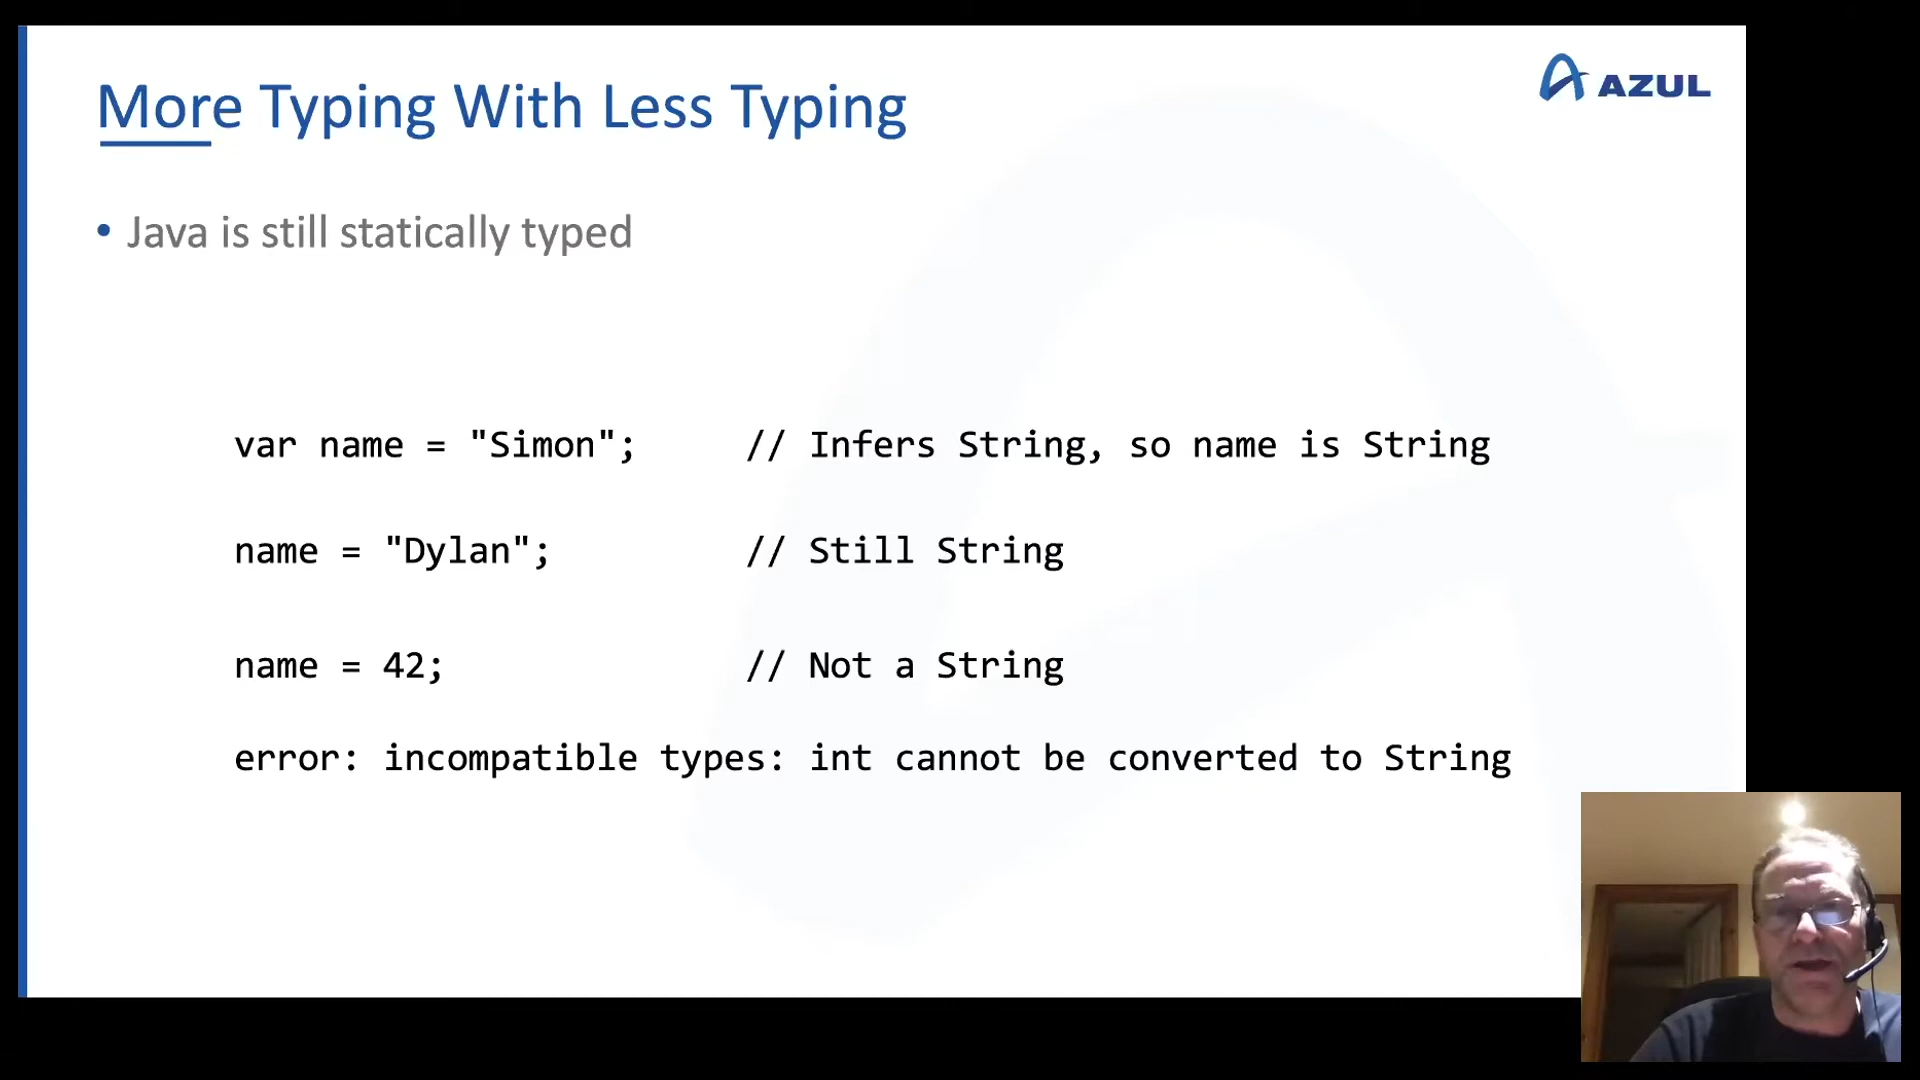 More Typing With Less Typing
AZUL
• Java is still statically typed
var name = "Simon"; // Infers String, so name is String
name = "Dylan"; // Still String
name = 42; // Not a String
error: incompatible types: int cannot be converted to String